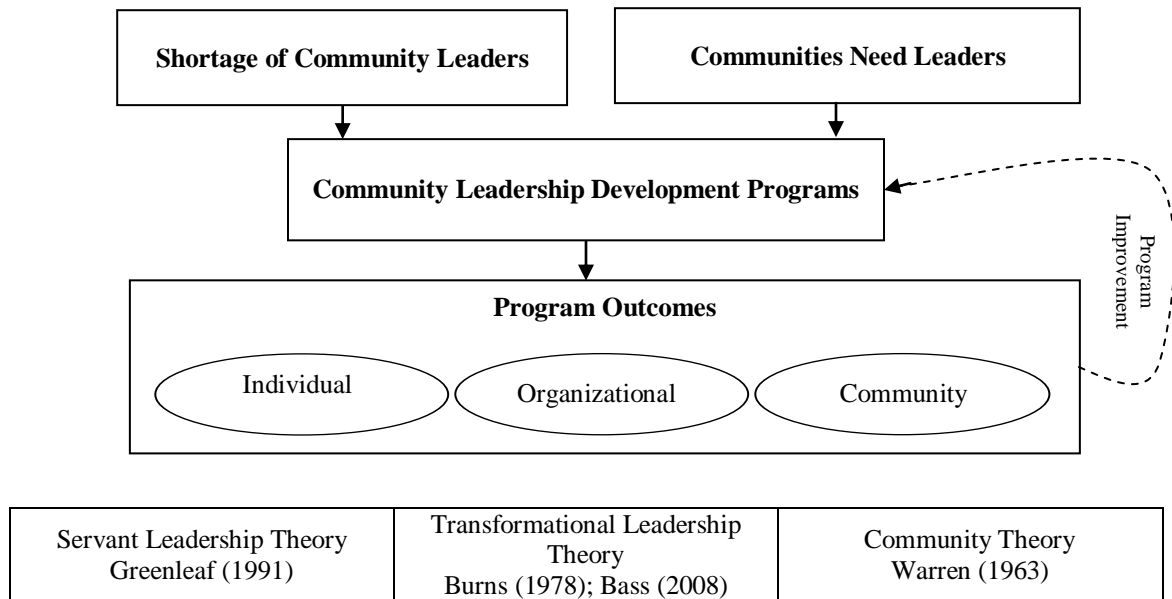 Shortage of Community Leaders
Communities Need Leaders
Community Leadership Development Programs
Program
Improvement
Program Outcomes
Individual
Organizational
Community
Servant Leadership Theory
Greenleaf (1991)
Transformational Leadership
Theory
Burns (1978); Bass (2008)
Community Theory
Warren (1963)